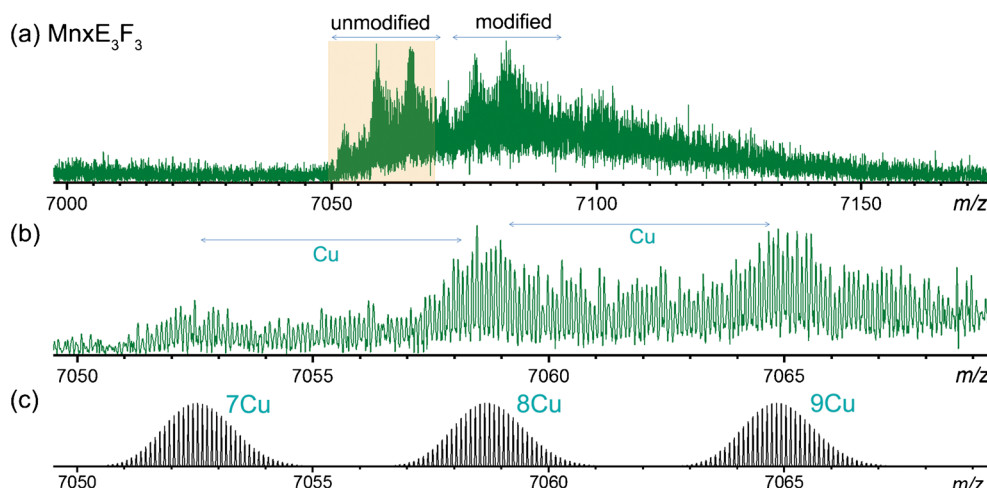 unmodified modified
(a) MnxE₃F₃
7000 7050 7100 7150 m/z
(b)
Cu Cu
7050 7055 7060 7065 m/z
(c)
7Cu 8Cu 9Cu
7050 7055 7060 7065 m/z